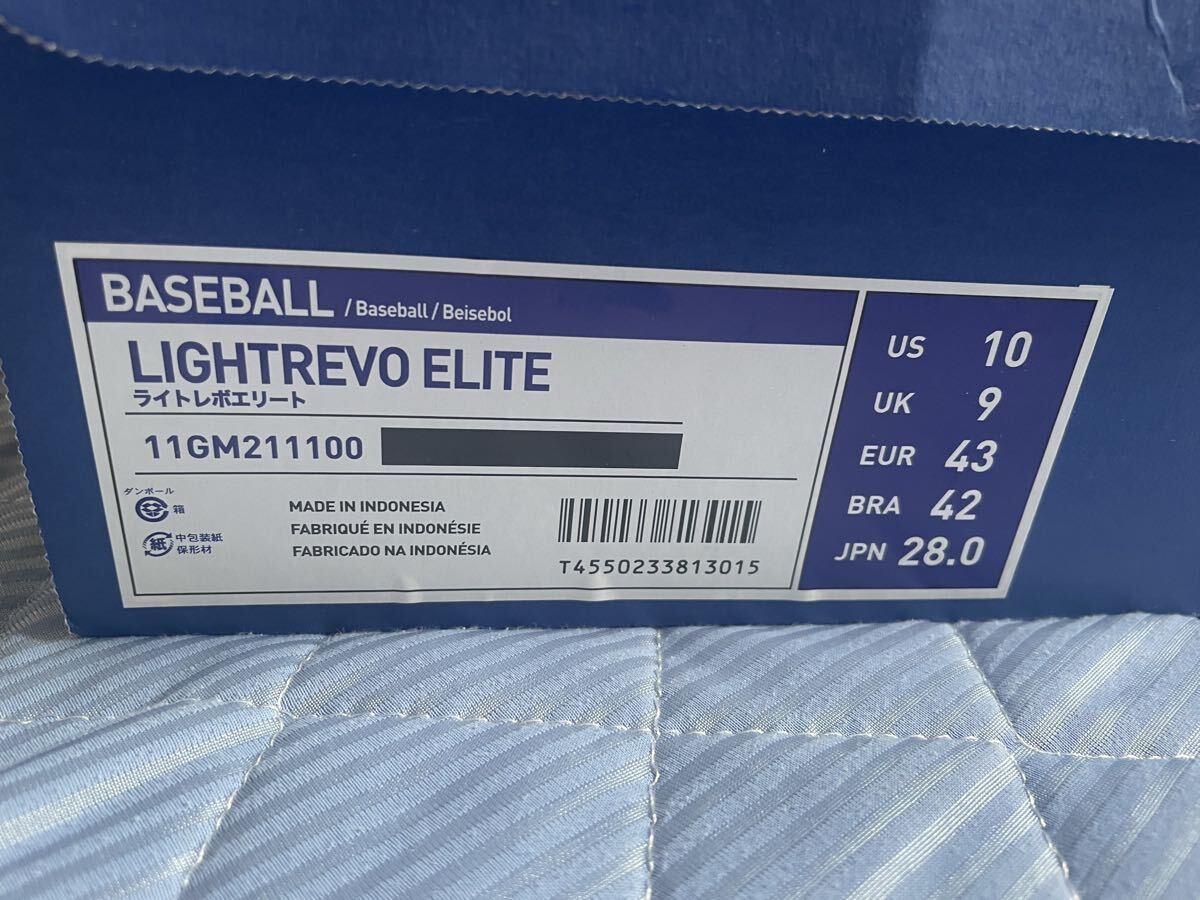 BASEBALL / Baseball / Beisebol
LIGHTREVO ELITE
ライトレボエリート
11GM211100
ダンボール
箱
紙 中包装紙
保形材
MADE IN INDONESIA
FABRIQUÉ EN INDONÉSIE
FABRICADO NA INDONÉSIA
T4550233813015
US 10
UK 9
EUR 43
BRA 42
JPN 28.0